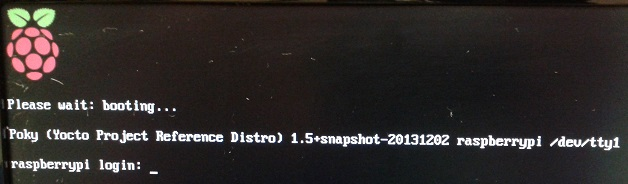 Please wait: booting...
Poky (Yocto Project Reference Distro) 1.5+snapshot-20131202 raspberrypi /dev/tty1
raspberrypi login: _